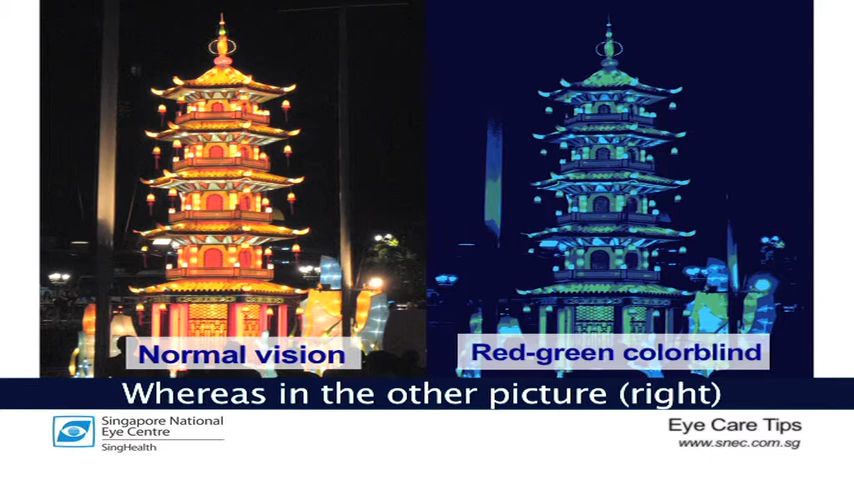 Normal vision
Red-green colorblind
Whereas in the other picture (right)
Singapore National
Eye Centre
SingHealth
Eye Care Tips
www.snec.com.sg